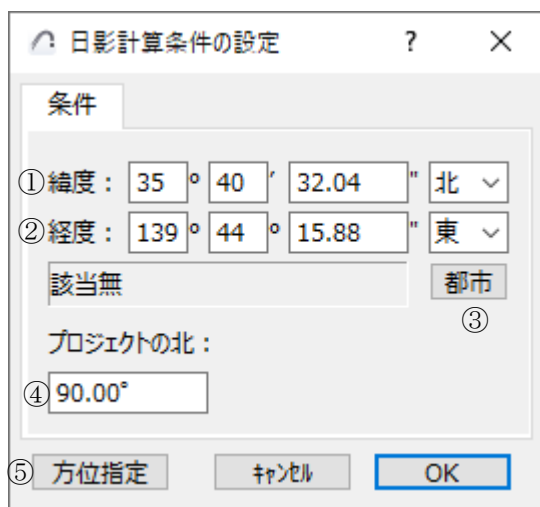 日影計算条件の設定 ? ×
条件
①緯度： 35 ° 40 ′ 32.04 " 北
②経度： 139 ° 44 ° 15.88 " 東
該当無 都市
③
プロジェクトの北：
④ 90.00°
⑤ 方位指定 ｷｬﾝｾﾙ OK